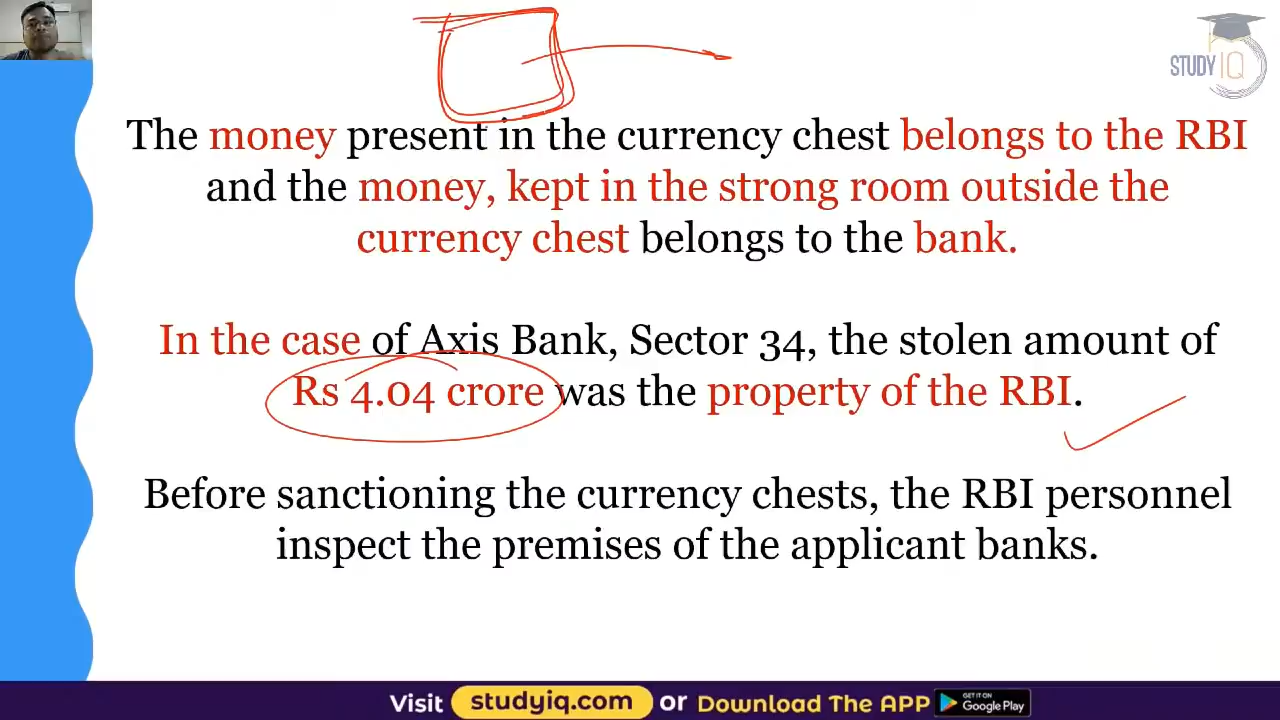 STUDY IQ
The money present in the currency chest belongs to the RBI
and the money, kept in the strong room outside the
currency chest belongs to the bank.
In the case of Axis Bank, Sector 34, the stolen amount of
Rs 4.04 crore was the property of the RBI.
Before sanctioning the currency chests, the RBI personnel
inspect the premises of the applicant banks.
Visit studyiq.com or Download The APP GET IT ON Google Play